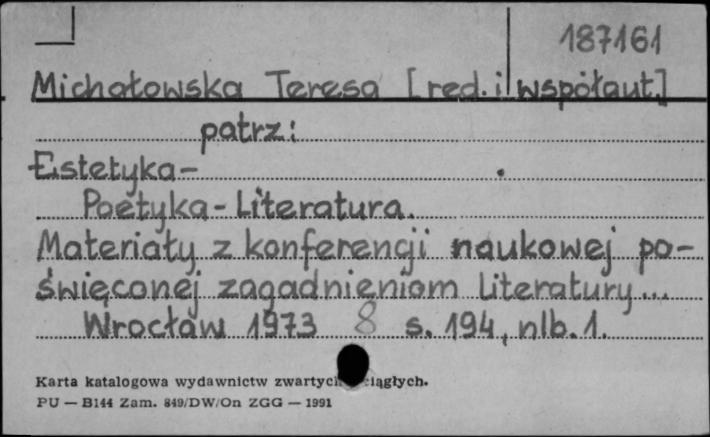 187161
Michałowska Teresa [red. i współaut.]
patrz:
Estetyka-
Poetyka - Literatura.
Materiały z konferencji naukowej po-
święconej zagadnieniom Literatury...
Wrocław 1973 8 s. 194, nlb. 1.
Karta katalogowa wydawnictw ciągłych.
PU — B144 Zam. 849/DW/On ZGG — 1991